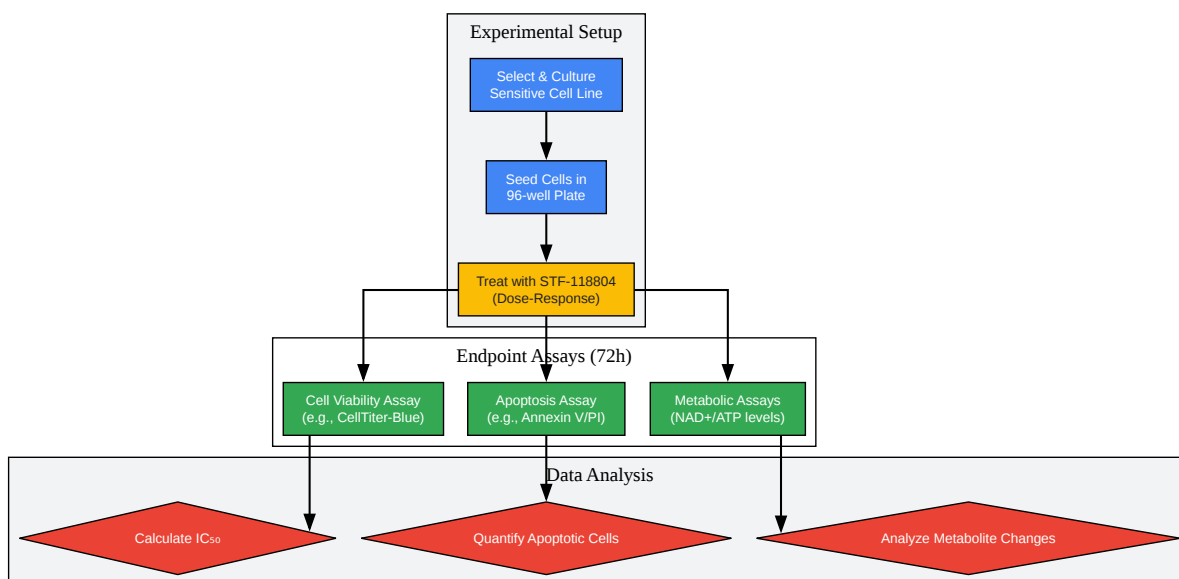 Experimental Setup
Select & Culture
Sensitive Cell Line
Seed Cells in
96-well Plate
Treat with STF-118804
(Dose-Response)
Endpoint Assays (72h)
Cell Viability Assay
(e.g., CellTiter-Blue)
Apoptosis Assay
(e.g., Annexin V/PI)
Metabolic Assays
(NAD+/ATP levels)
Data Analysis
Calculate IC₅₀
Quantify Apoptotic Cells
Analyze Metabolite Changes